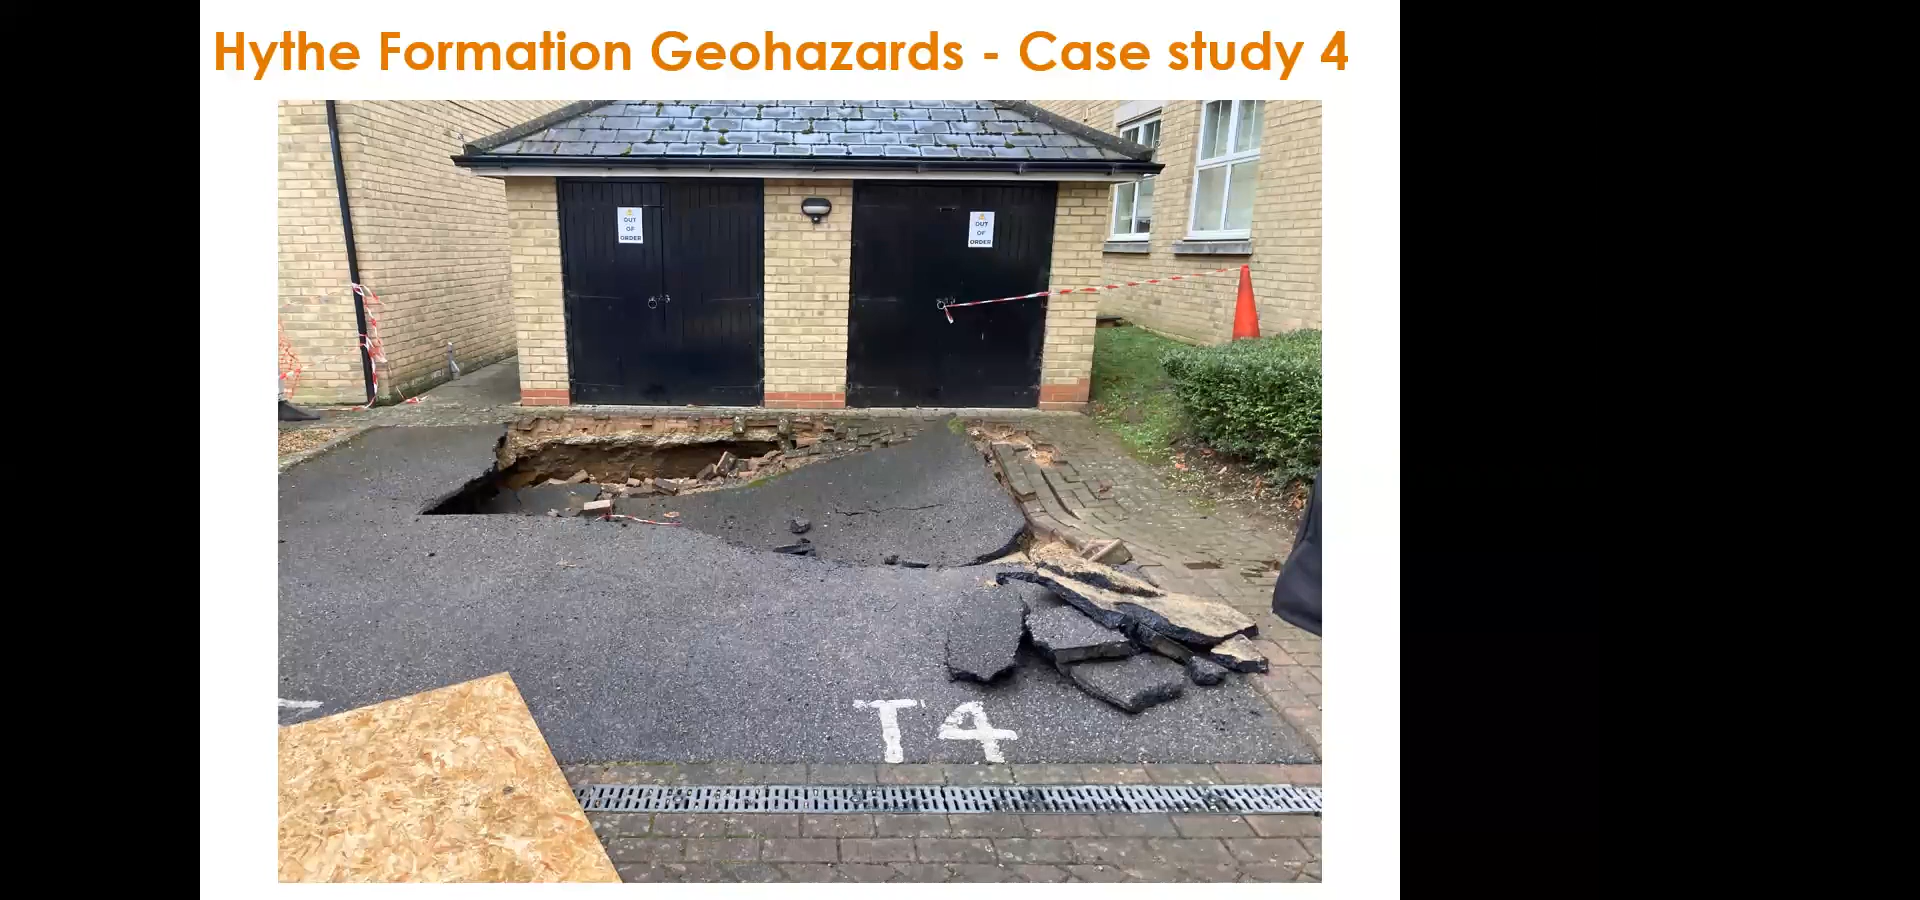 Hythe Formation Geohazards - Case study 4
OUT
OF
ORDER
OUT
OF
ORDER
T4